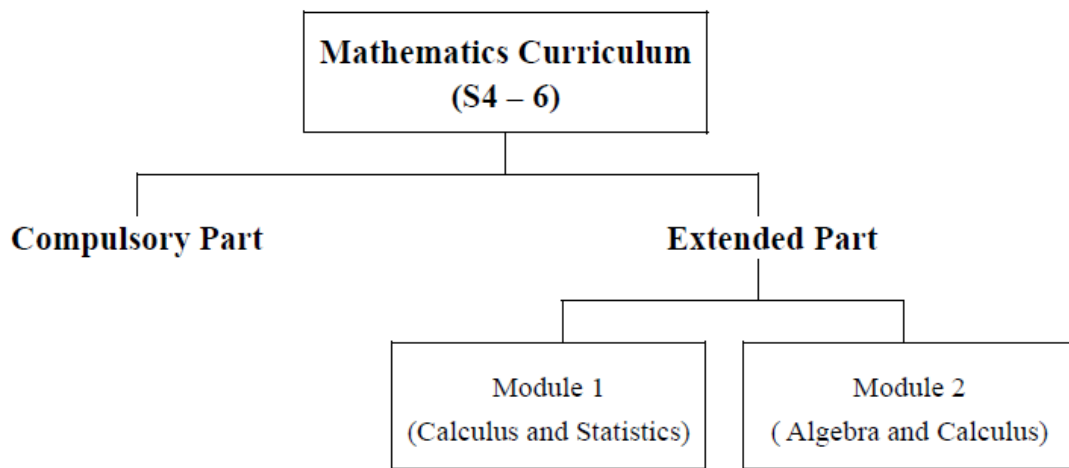 Mathematics Curriculum
(S4 – 6)
Compulsory Part
Extended Part
Module 1
(Calculus and Statistics)
Module 2
( Algebra and Calculus)